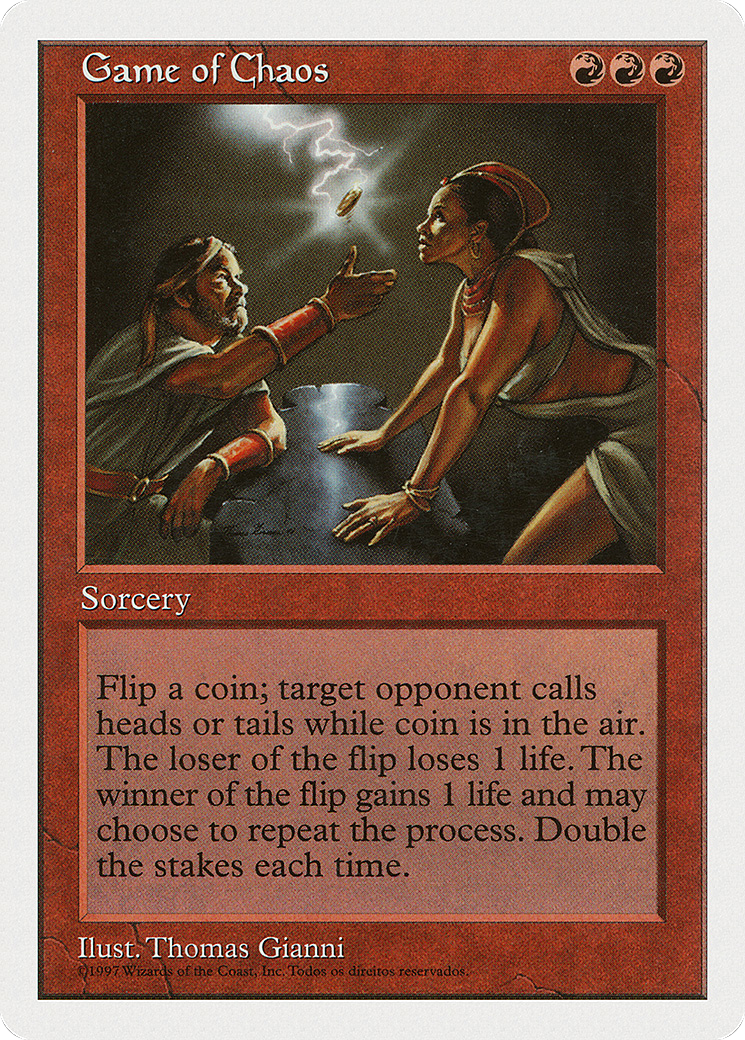 Game of Chaos
Sorcery
Flip a coin; target opponent calls
heads or tails while coin is in the air.
The loser of the flip loses 1 life. The
winner of the flip gains 1 life and may
choose to repeat the process. Double
the stakes each time.
Ilust. Thomas Gianni
©1997 Wizards of the Coast, Inc. Todos os direitos reservados.